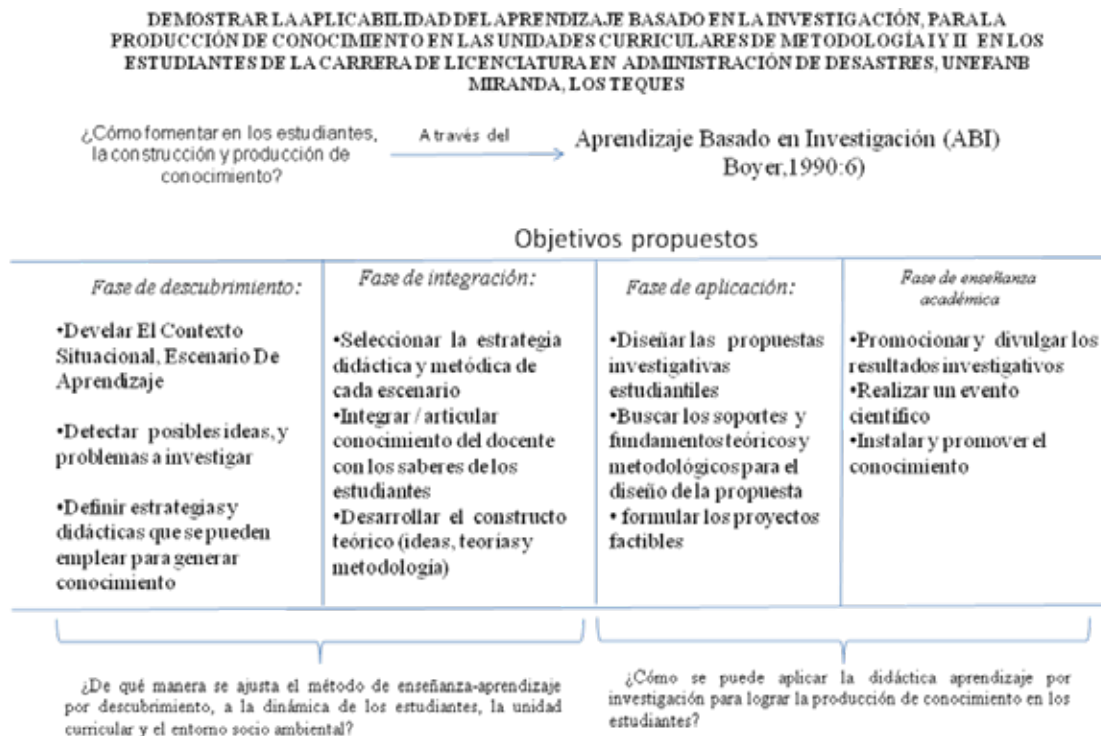 DEMOSTRAR LA APLICABILIDAD DEL APRENDIZAJE BASADO EN LA INVESTIGACIÓN, PARA LA
PRODUCCIÓN DE CONOCIMIENTO EN LAS UNIDADES CURRICULARES DE METODOLOGÍA I Y II EN LOS
ESTUDIANTES DE LA CARRERA DE LICENCIATURA EN ADMINISTRACIÓN DE DESASTRES, UNEFANB
MIRANDA, LOS TEQUES
¿Cómo fomentar en los estudiantes,
la construcción y producción de
conocimiento?
A través del
Aprendizaje Basado en Investigación (ABI)
Boyer,1990:6)
Objetivos propuestos
Fase de descubrimiento:
•Develar El Contexto
Situacional, Escenario De
Aprendizaje
•Detectar posibles ideas, y
problemas a investigar
•Definir estrategias y
didácticas que se pueden
emplear para generar
conocimiento
Fase de integración:
•Seleccionar la estrategia
didáctica y metódica de
cada escenario
•Integrar / articular
conocimiento del docente
con los saberes de los
estudiantes
•Desarrollar el constructo
teórico (ideas, teorías y
metodología)
Fase de aplicación:
•Diseñar las propuestas
investigativas
estudiantiles
•Buscar los soportes y
fundamentos teóricos y
metodológicos para el
diseño de la propuesta
• formular los proyectos
factibles
Fase de enseñanza
académica
•Promocionar y divulgar los
resultados investigativos
•Realizar un evento
científico
•Instalar y promover el
conocimiento
¿De qué manera se ajusta el método de enseñanza-aprendizaje
por descubrimiento, a la dinámica de los estudiantes, la unidad
curricular y el entorno socio ambiental?
¿Cómo se puede aplicar la didáctica aprendizaje por
investigación para lograr la producción de conocimiento en los
estudiantes?